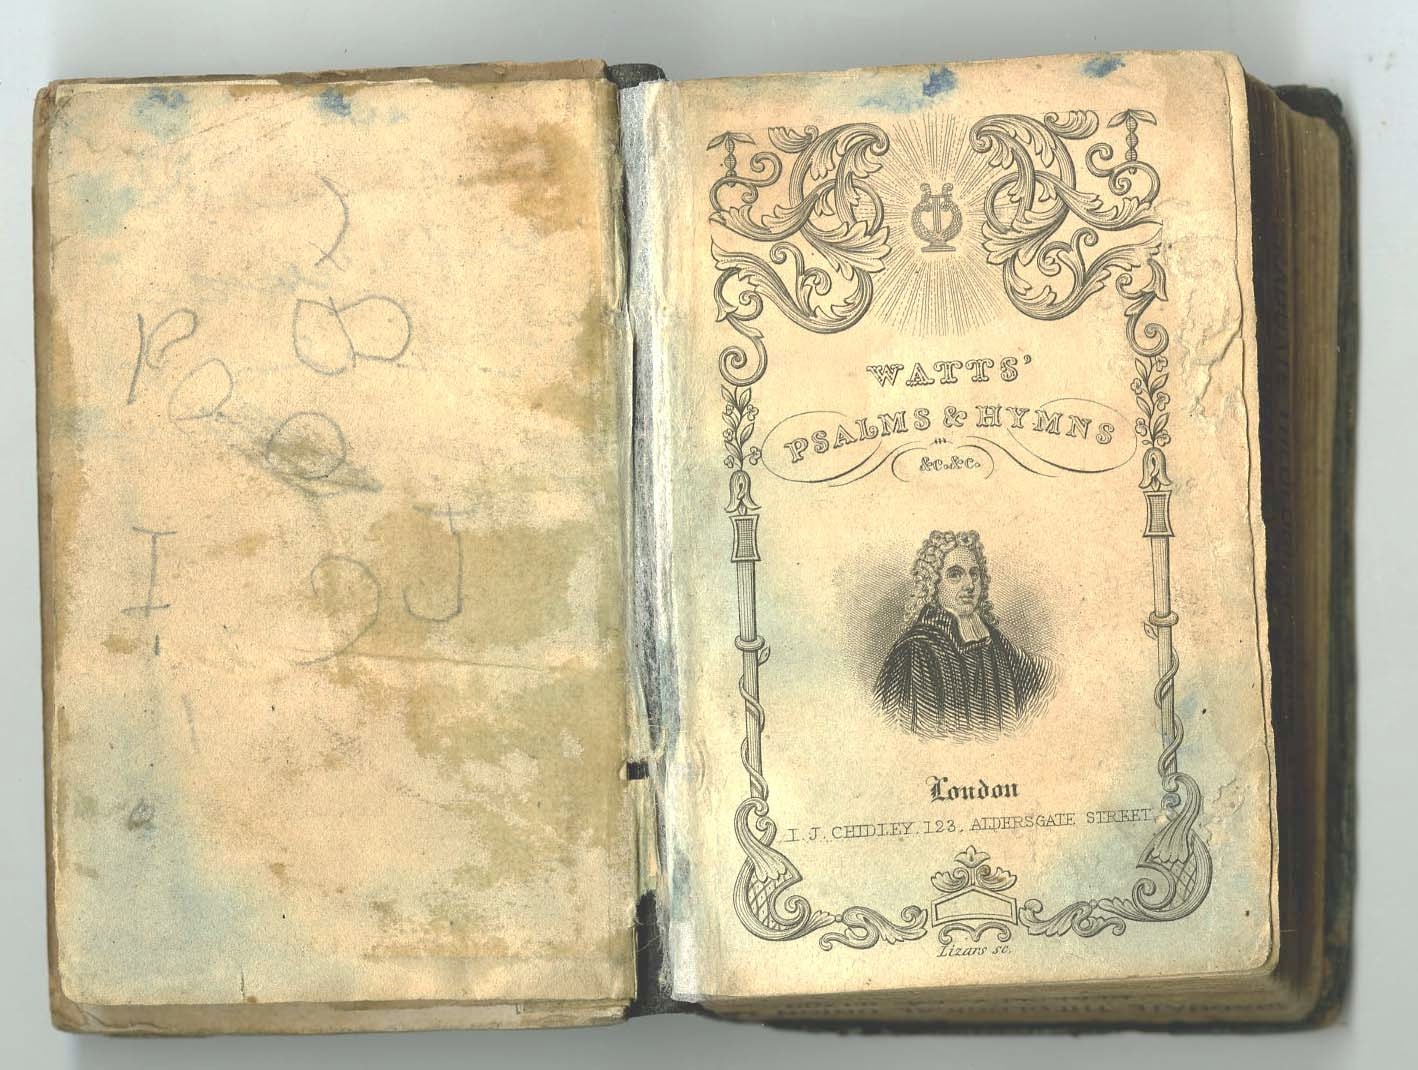 WATTS'
PSALMS & HYMNS
&c.&c.
London
I. J. CHIDLEY. 123. ALDERSGATE STREET.
Lizars sc.